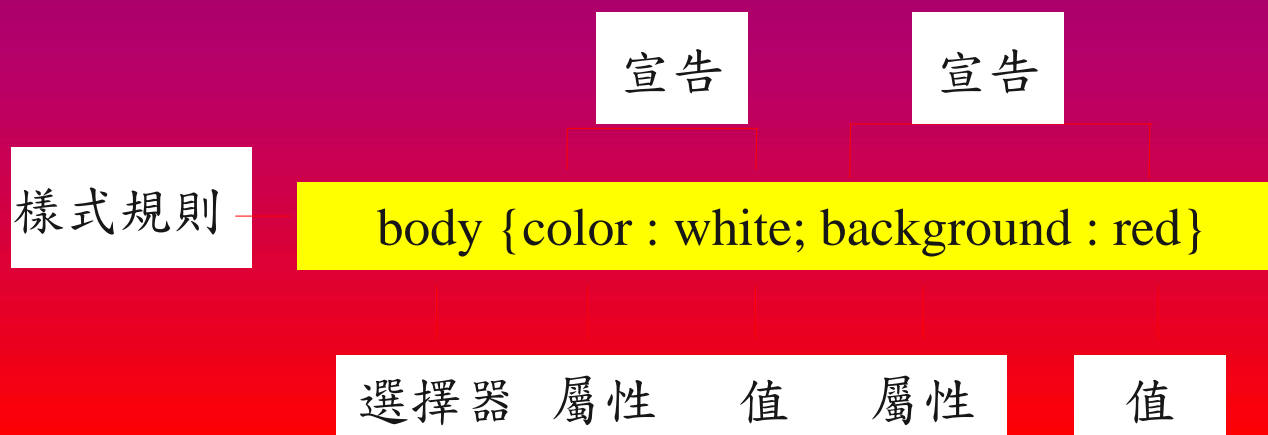 宣告 宣告
樣式規則
body {color : white; background : red}
選擇器 屬性 值 屬性 值